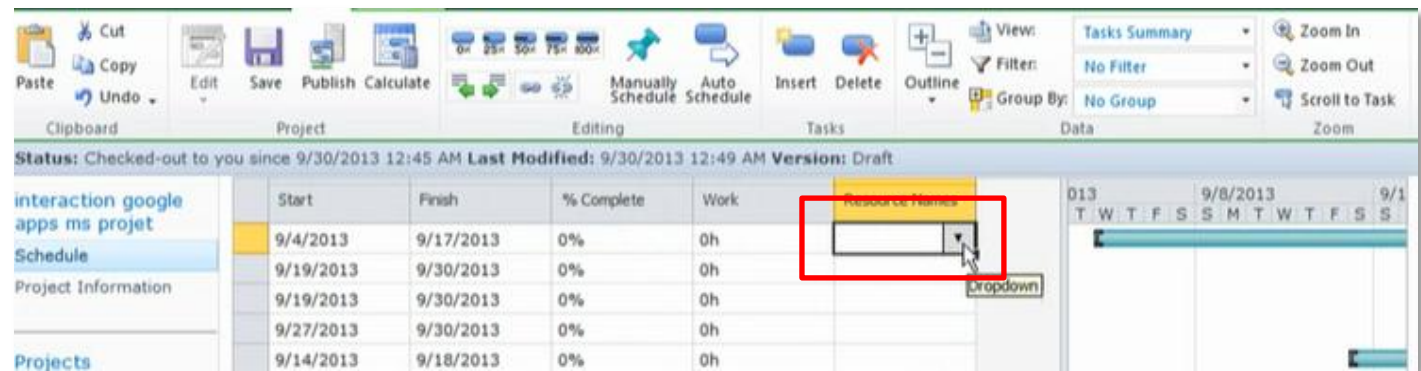 Cut
Copy
Paste
Undo
Edit
Save Publish Calculate
0% 25% 50% 75% 100%
Manually Schedule
Auto Schedule
Insert Delete
Outline
View: Tasks Summary
Filter: No Filter
Group By: No Group
Zoom In
Zoom Out
Scroll to Task
Clipboard Project Editing Tasks Data Zoom
Status: Checked-out to you since 9/30/2013 12:45 AM Last Modified: 9/30/2013 12:49 AM Version: Draft
interaction google
apps ms projet
Schedule
Project Information
Projects
Start Finish % Complete Work Resource Names
9/4/2013 9/17/2013 0% 0h
9/19/2013 9/30/2013 0% 0h
9/19/2013 9/30/2013 0% 0h
9/27/2013 9/30/2013 0% 0h
9/14/2013 9/18/2013 0% 0h
Dropdown
013 9/8/2013 9/1
T W T F S S M T W T F S S